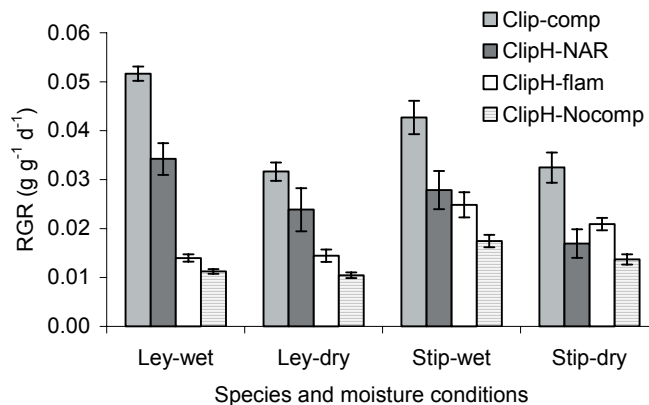 0.06
0.05
0.04
0.03
0.02
0.01
0.00
RGR (g g⁻¹ d⁻¹)
Clip-comp
ClipH-NAR
ClipH-flam
ClipH-Nocomp
Ley-wet Ley-dry Stip-wet Stip-dry
Species and moisture conditions